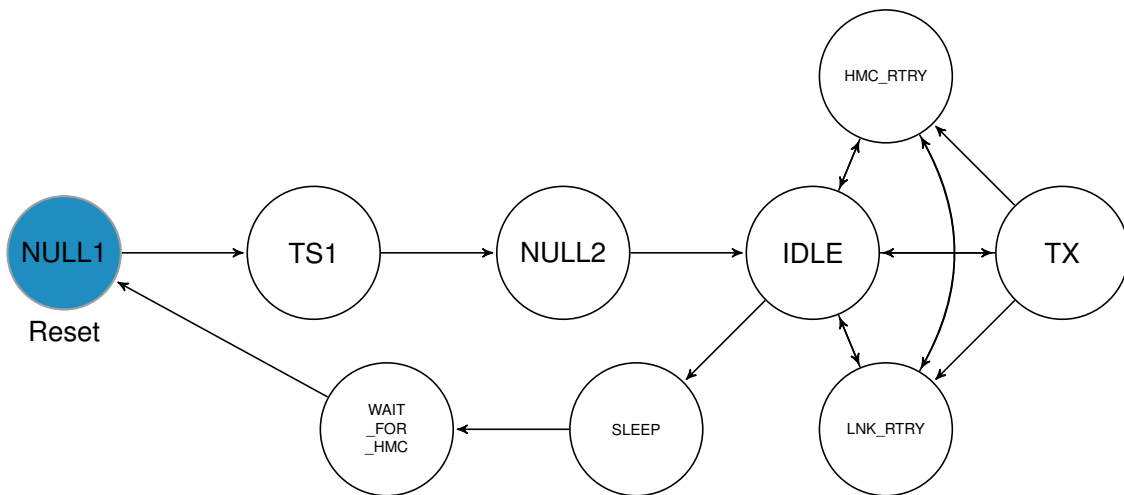 HMC_RTRY
NULL1
TS1
NULL2
IDLE
TX
Reset
WAIT
_FOR
_HMC
SLEEP
LNK_RTRY